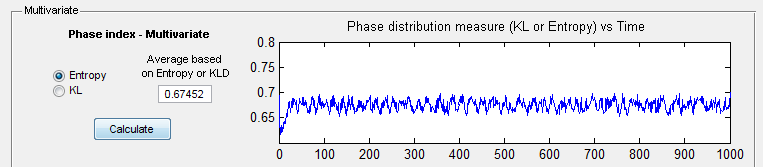 Multivariate
Phase index - Multivariate
Average based
on Entropy or KLD
Entropy
KL
0.67452
Calculate
Phase distribution measure (KL or Entropy) vs Time
0.8
0.75
0.7
0.65
0 100 200 300 400 500 600 700 800 900 1000